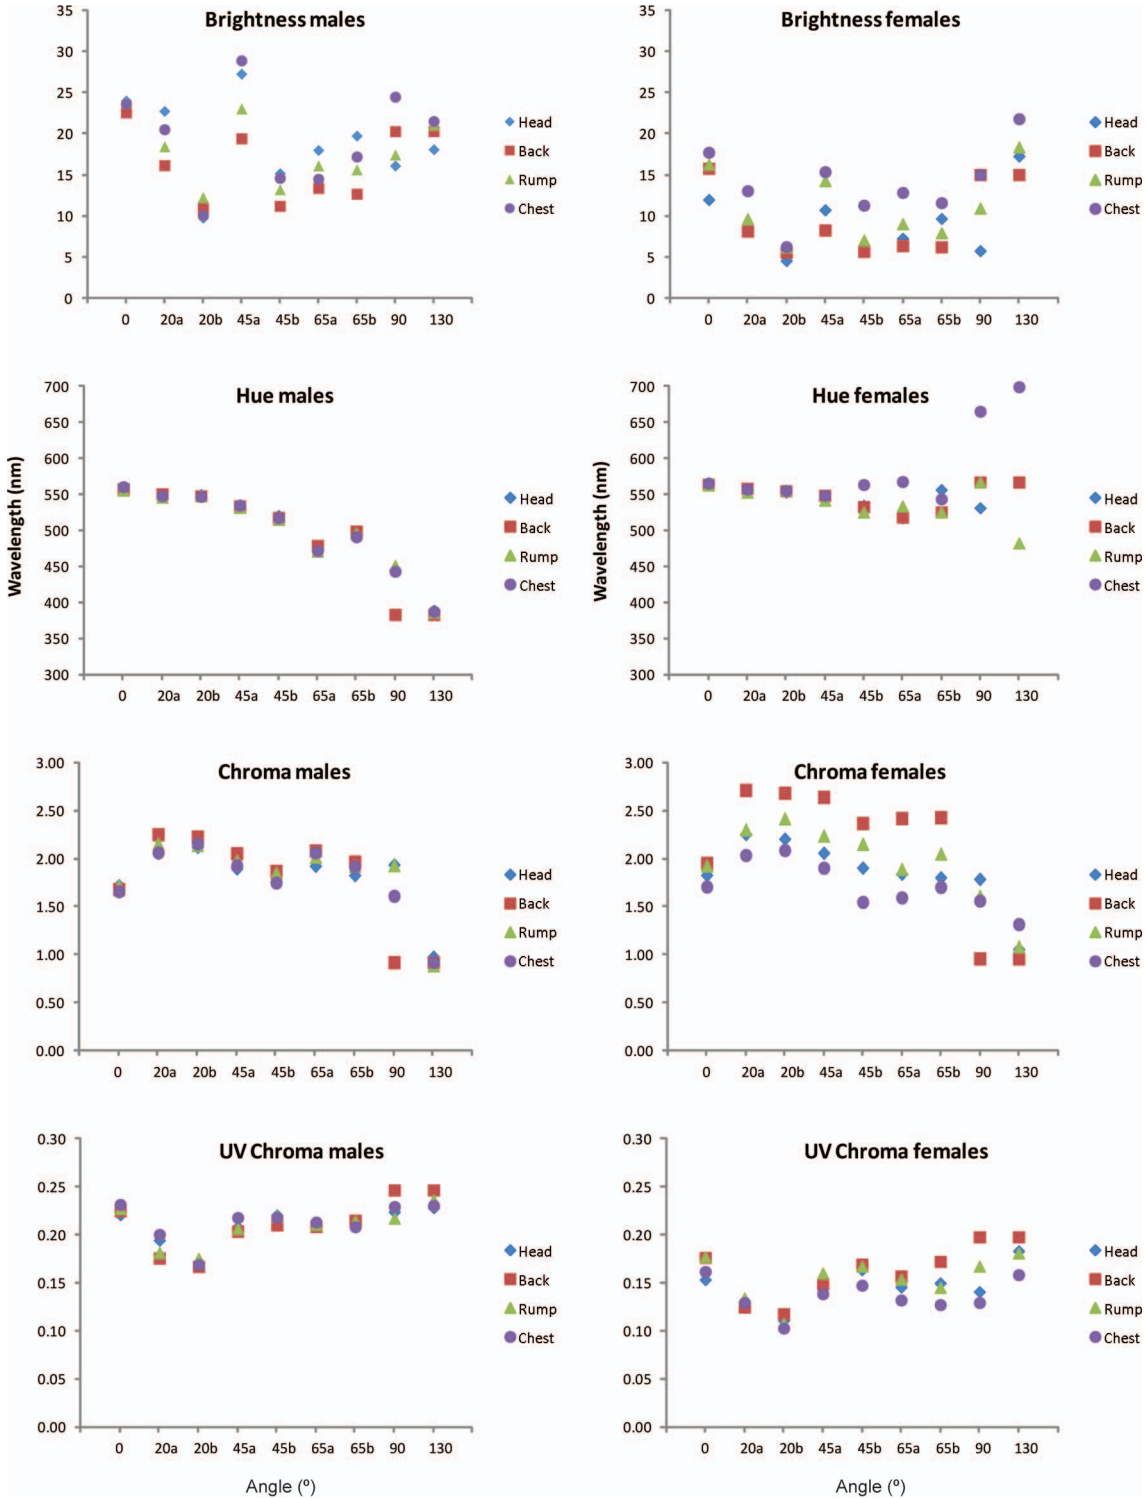 Brightness males
35
30
25
20
15
10
5
0
0 20a 20b 45a 45b 65a 65b 90 130
Head
Back
Rump
Chest
Brightness females
35
30
25
20
15
10
5
0
0 20a 20b 45a 45b 65a 65b 90 130
Head
Back
Rump
Chest
Hue males
Wavelength (nm)
700
650
600
550
500
450
400
350
300
0 20a 20b 45a 45b 65a 65b 90 130
Head
Back
Rump
Chest
Hue females
Wavelength (nm)
700
650
600
550
500
450
400
350
300
0 20a 20b 45a 45b 65a 65b 90 130
Head
Back
Rump
Chest
Chroma males
3.00
2.50
2.00
1.50
1.00
0.50
0.00
0 20a 20b 45a 45b 65a 65b 90 130
Head
Back
Rump
Chest
Chroma females
3.00
2.50
2.00
1.50
1.00
0.50
0.00
0 20a 20b 45a 45b 65a 65b 90 130
Head
Back
Rump
Chest
UV Chroma males
0.30
0.25
0.20
0.15
0.10
0.05
0.00
0 20a 20b 45a 45b 65a 65b 90 130
Angle (º)
Head
Back
Rump
Chest
UV Chroma females
0.30
0.25
0.20
0.15
0.10
0.05
0.00
0 20a 20b 45a 45b 65a 65b 90 130
Angle (º)
Head
Back
Rump
Chest